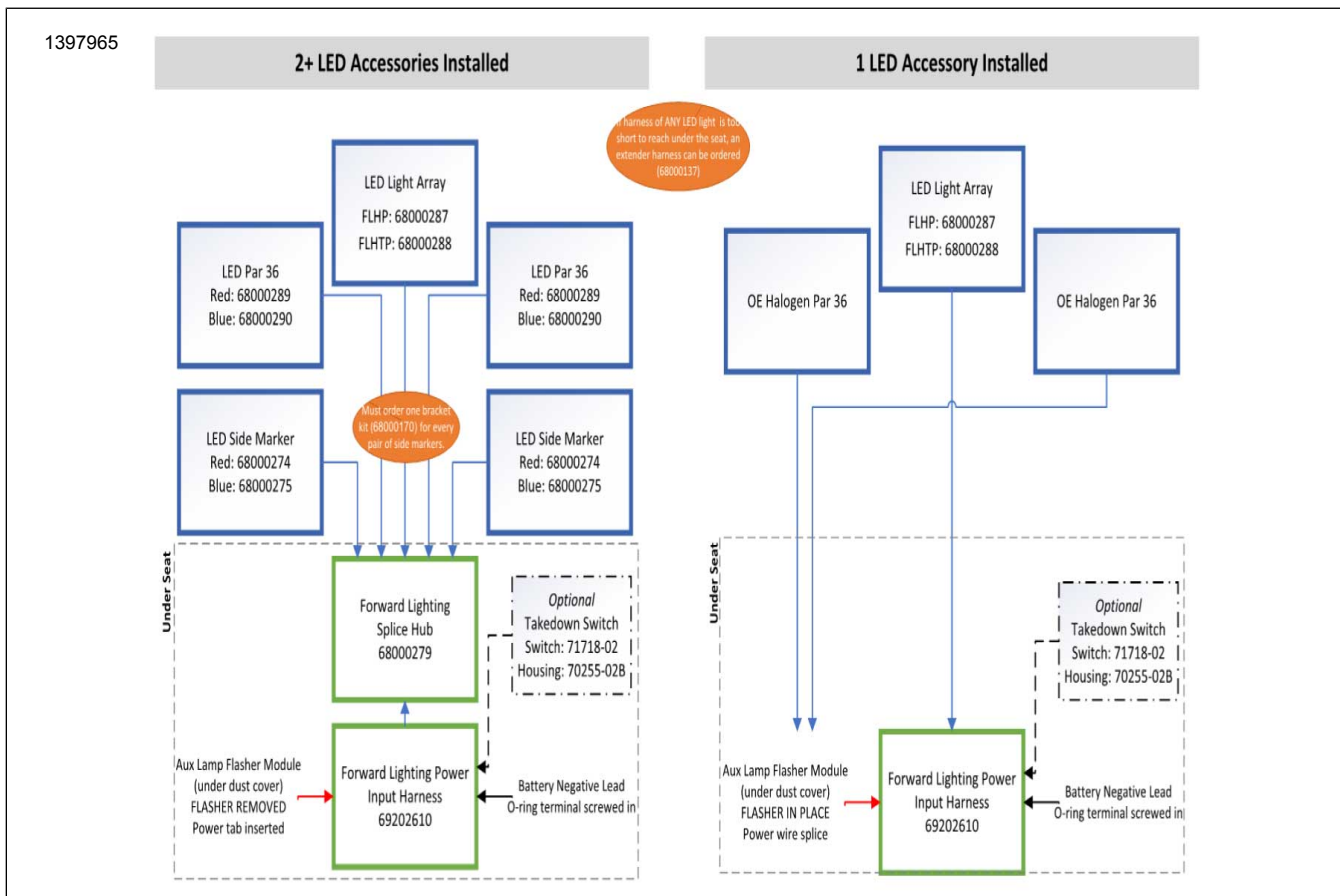 1397965
2+ LED Accessories Installed
1 LED Accessory Installed
harness of ANY LED light is too
short to reach under the seat, an
extender harness can be ordered
(68000137)
LED Light Array
FLHP: 68000287
FLHTP: 68000288
LED Par 36
Red: 68000289
Blue: 68000290
LED Par 36
Red: 68000289
Blue: 68000290
Must order one bracket
kit (68000170) for every
pair of side markers.
LED Side Marker
Red: 68000274
Blue: 68000275
LED Side Marker
Red: 68000274
Blue: 68000275
Under Seat
Forward Lighting
Splice Hub
68000279
Optional
Takedown Switch
Switch: 71718-02
Housing: 70255-02B
Aux Lamp Flasher Module
(under dust cover)
FLASHER REMOVED
Power tab inserted
Forward Lighting Power
Input Harness
69202610
Battery Negative Lead
O-ring terminal screwed in
LED Light Array
FLHP: 68000287
FLHTP: 68000288
OE Halogen Par 36
OE Halogen Par 36
Under Seat
Optional
Takedown Switch
Switch: 71718-02
Housing: 70255-02B
Aux Lamp Flasher Module
(under dust cover)
FLASHER IN PLACE
Power wire splice
Forward Lighting Power
Input Harness
69202610
Battery Negative Lead
O-ring terminal screwed in